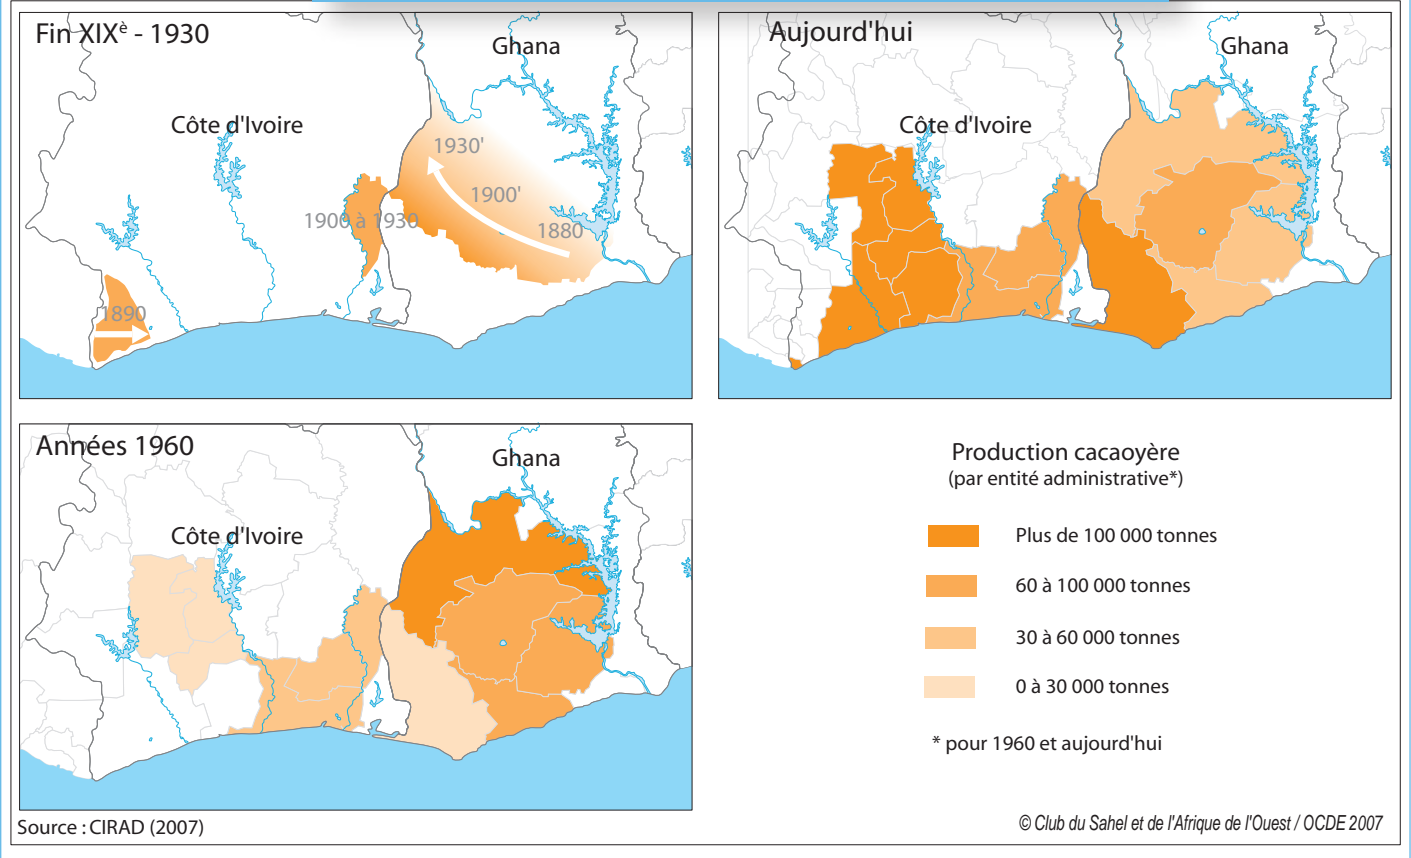 Fin XIXè - 1930
Ghana
Côte d'Ivoire
1930'
1900'
1900 à 1930
1880
1890
Aujourd'hui
Ghana
Côte d'Ivoire
Années 1960
Ghana
Côte d'Ivoire
Production cacaoyère
(par entité administrative*)
Plus de 100 000 tonnes
60 à 100 000 tonnes
30 à 60 000 tonnes
0 à 30 000 tonnes
* pour 1960 et aujourd'hui
Source : CIRAD (2007)
© Club du Sahel et de l'Afrique de l'Ouest / OCDE 2007